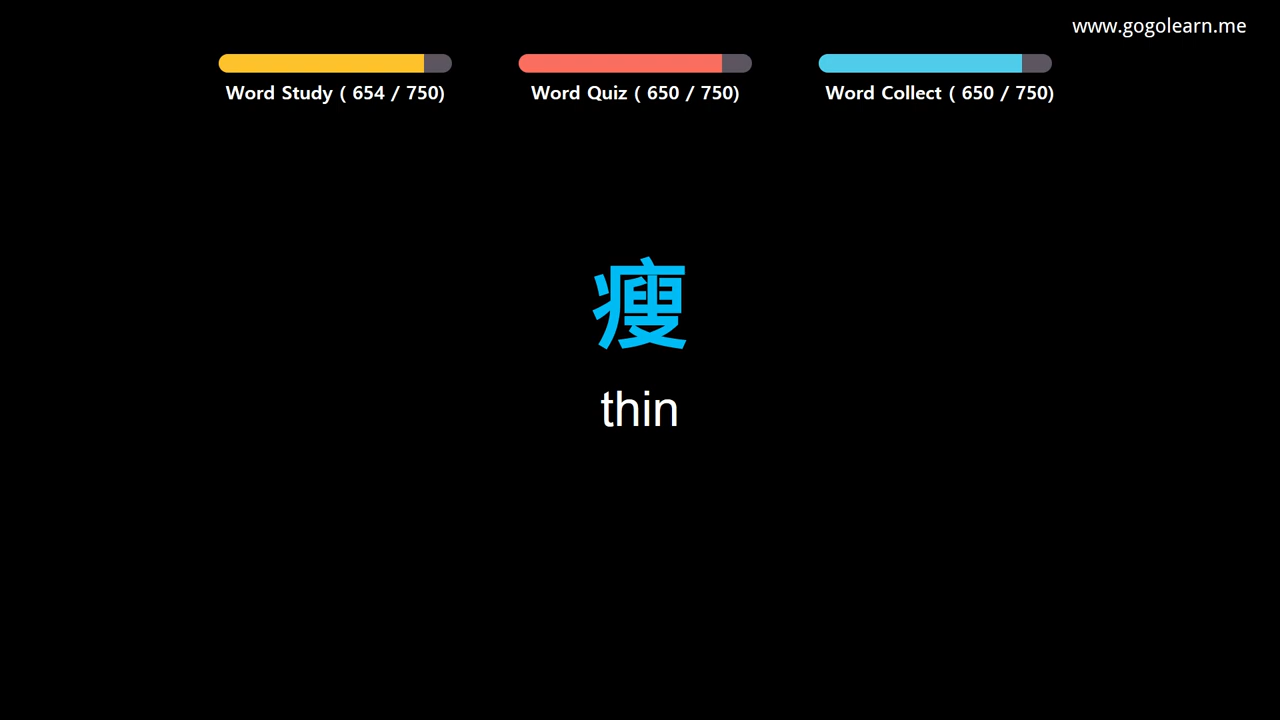 www.gogolearn.me
Word Study ( 654 / 750)
Word Quiz ( 650 / 750)
Word Collect ( 650 / 750)
瘦
thin